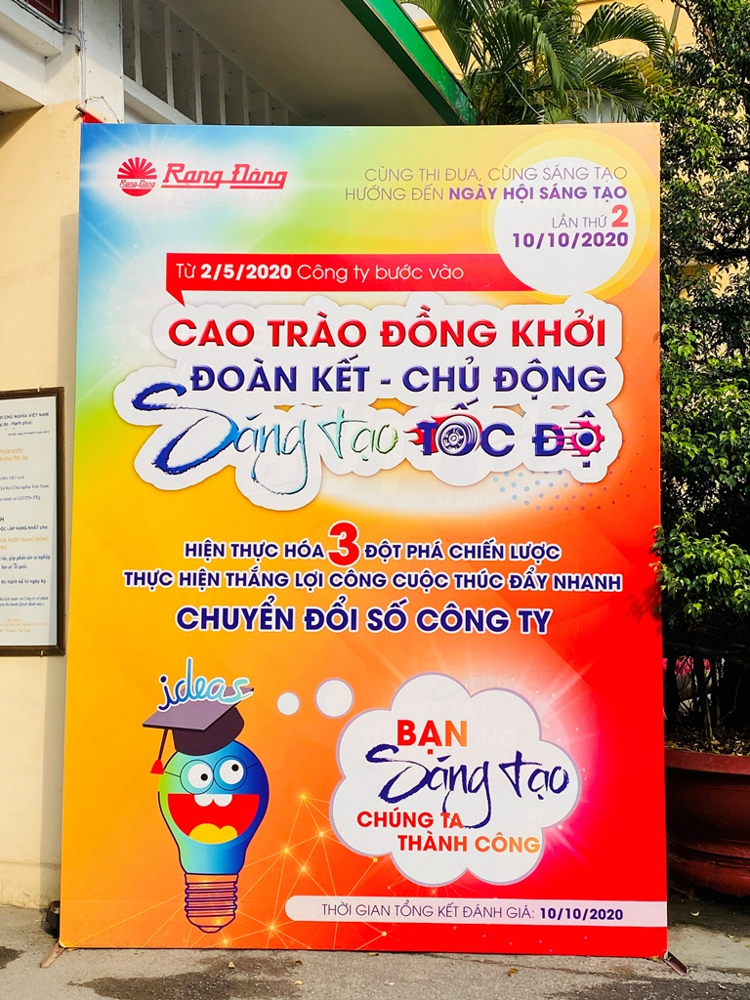 Rang Đông
Rang Đông
CÙNG THI ĐUA, CÙNG SÁNG TẠO
HƯỚNG ĐẾN NGÀY HỘI SÁNG TẠO
LẦN THỨ 2
10/10/2020
Từ 2/5/2020 Công ty bước vào
CAO TRÀO ĐỒNG KHỞI
ĐOÀN KẾT - CHỦ ĐỘNG
Sáng tạo TỐC ĐỘ
HIỆN THỰC HÓA 3 ĐỘT PHÁ CHIẾN LƯỢC
THỰC HIỆN THẮNG LỢI CÔNG CUỘC THÚC ĐẨY NHANH
CHUYỂN ĐỔI SỐ CÔNG TY
ideas
BẠN
Sáng tạo
CHÚNG TA
THÀNH CÔNG
THỜI GIAN TỔNG KẾT ĐÁNH GIÁ: 10/10/2020